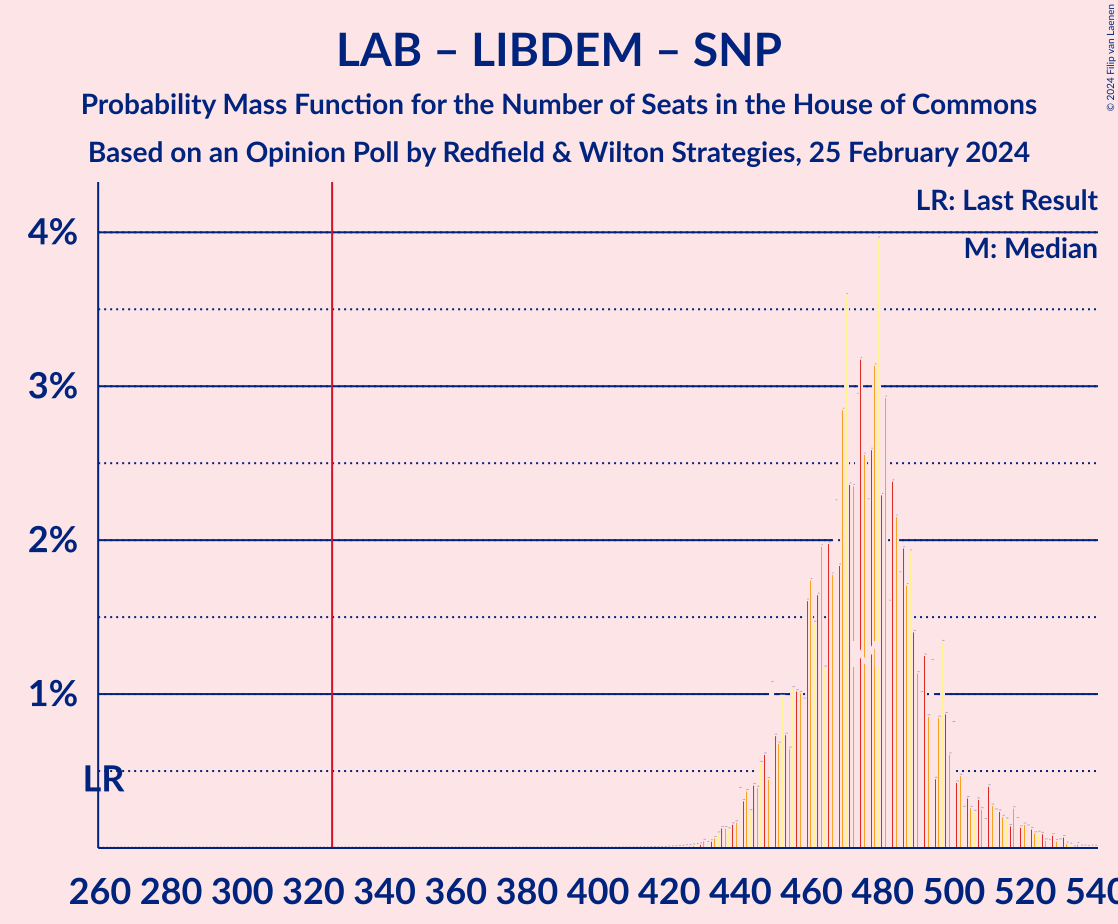 LAB – LIBDEM – SNP
Probability Mass Function for the Number of Seats in the House of Commons
Based on an Opinion Poll by Redfield & Wilton Strategies, 25 February 2024
© 2024 Filip van Laenen
LR: Last Result
M: Median
4%
3%
2%
1%
LR
M
260 280 300 320 340 360 380 400 420 440 460 480 500 520 540